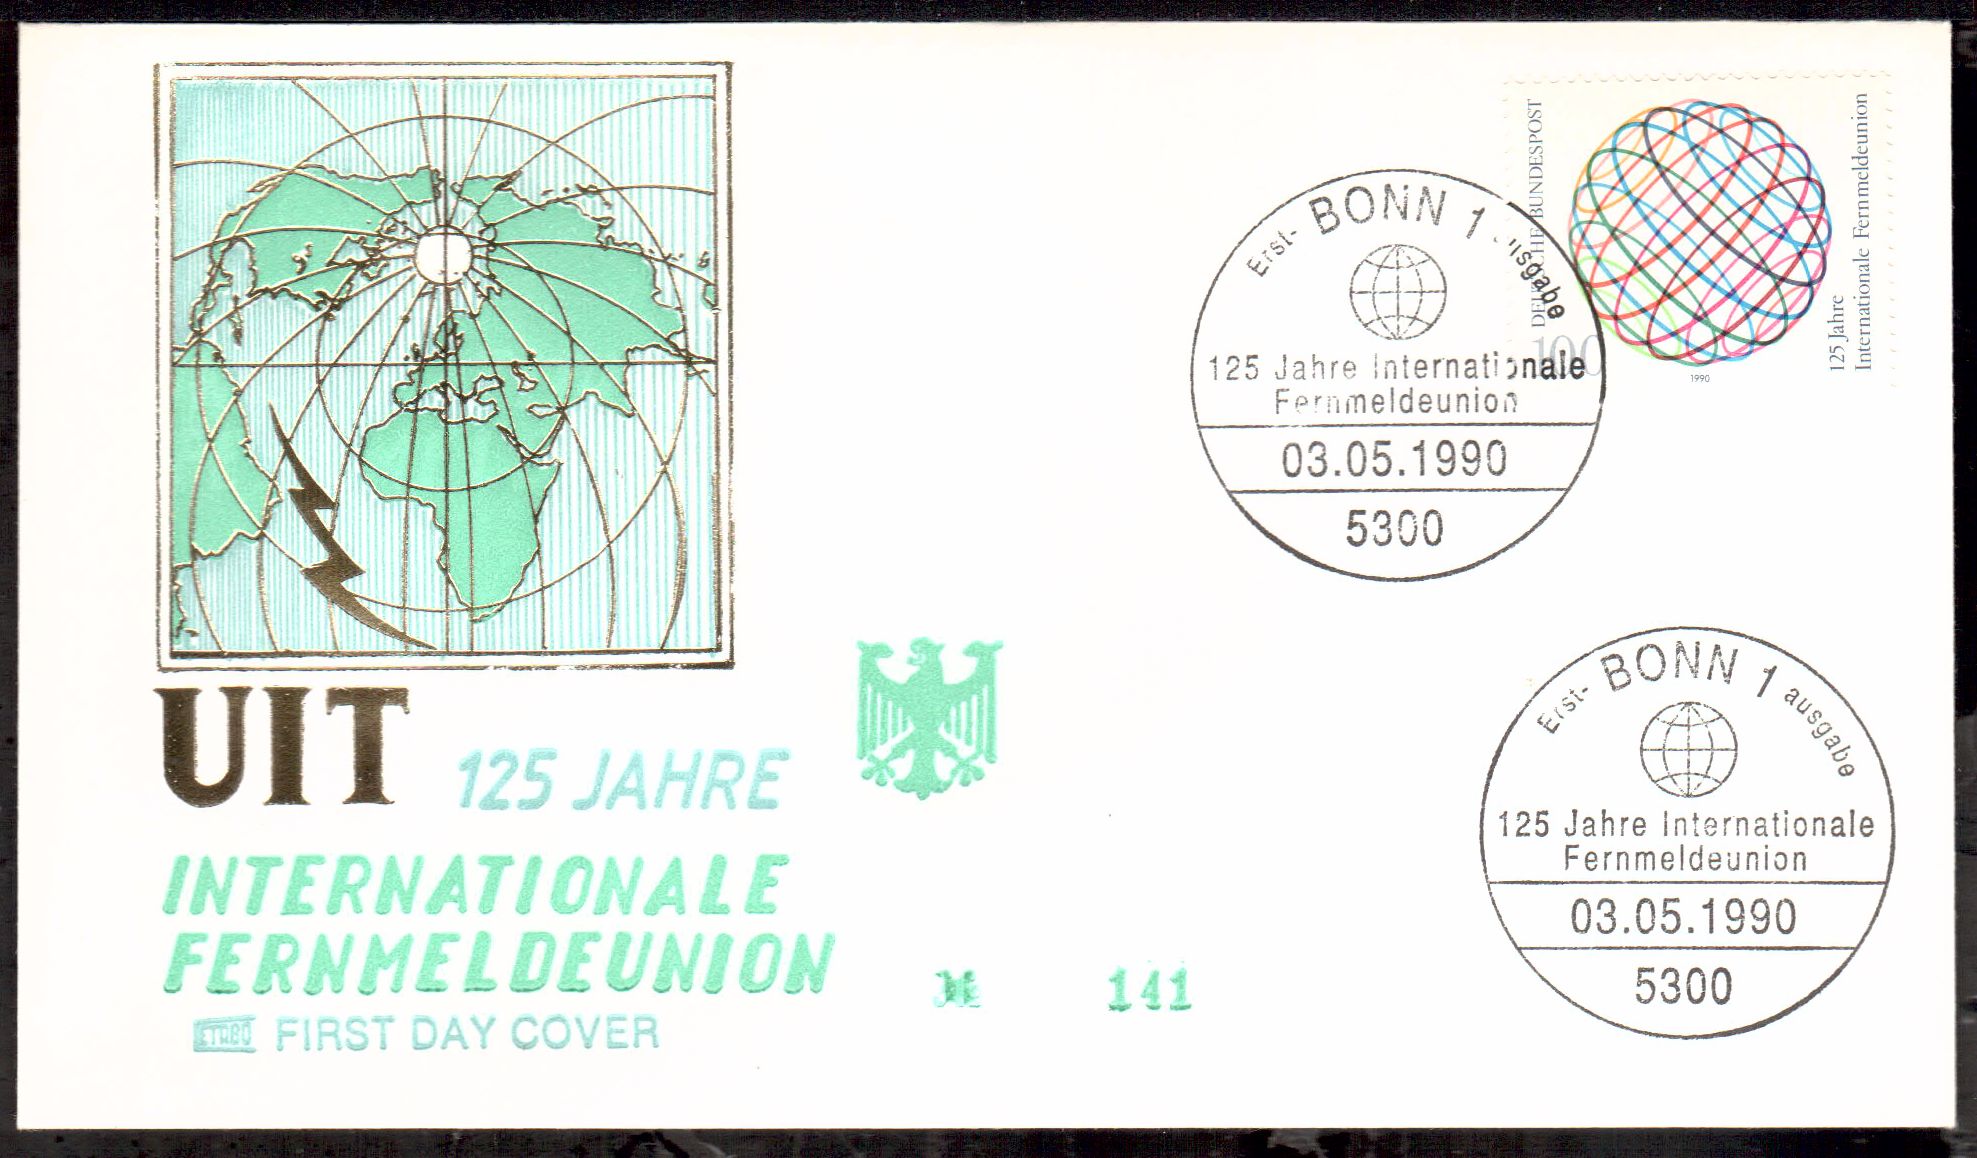 DEUTSCHE BUNDESPOST
100
1990
125 Jahre
Internationale Fernmeldeunion
BONN 1
Erst- ausgabe
125 Jahre Internationale
Fernmeldeunion
03.05.1990
5300
UIT 125 JAHRE
INTERNATIONALE
FERNMELDEUNION
ETABO FIRST DAY COVER
141
BONN 1
Erst- ausgabe
125 Jahre Internationale
Fernmeldeunion
03.05.1990
5300